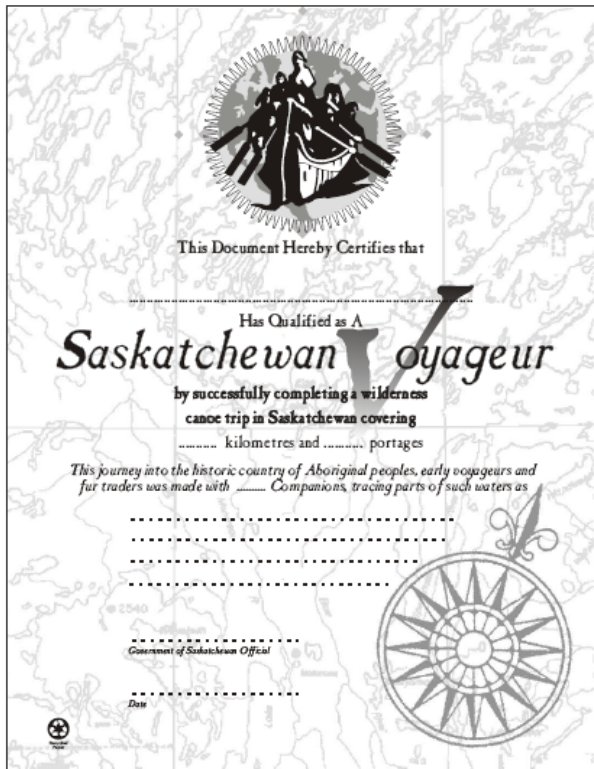 This Document Hereby Certifies that
Has Qualified as A
Saskatchewan Voyageur
by successfully completing a wilderness
canoe trip in Saskatchewan covering
........... kilometres and ........... portages
This journey into the historic country of Aboriginal peoples, early voyageurs and
fur traders was made with ......... Companions, tracing parts of such waters as
Government of Saskatchewan Official
Date
2540